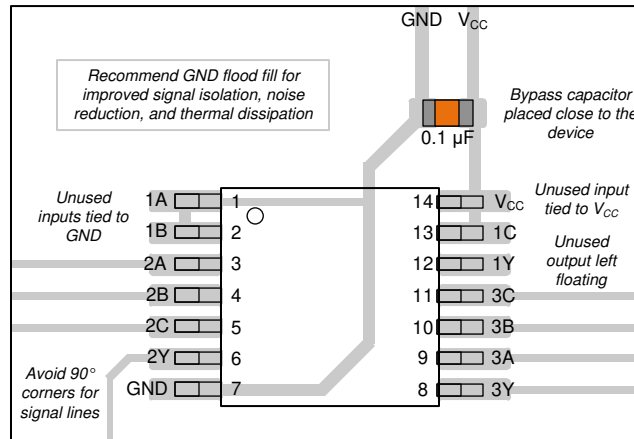 GND VCC
Recommend GND flood fill for
improved signal isolation, noise
reduction, and thermal dissipation
Bypass capacitor
placed close to the
device
0.1 µF
Unused
inputs tied to
GND
1A 1 14 VCC
1B 2 13 1C
2A 3 12 1Y
2B 4 11 3C
2C 5 10 3B
2Y 6 9 3A
GND 7 8 3Y
Unused input
tied to VCC
Unused
output left
floating
Avoid 90°
corners for
signal lines